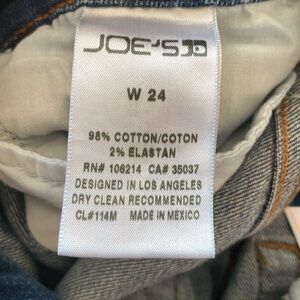 JOE'S
W 24
98% COTTON/COTON
2% ELASTAN
RN# 106214 CA# 35037
DESIGNED IN LOS ANGELES
DRY CLEAN RECOMMENDED
CL#114M MADE IN MEXICO